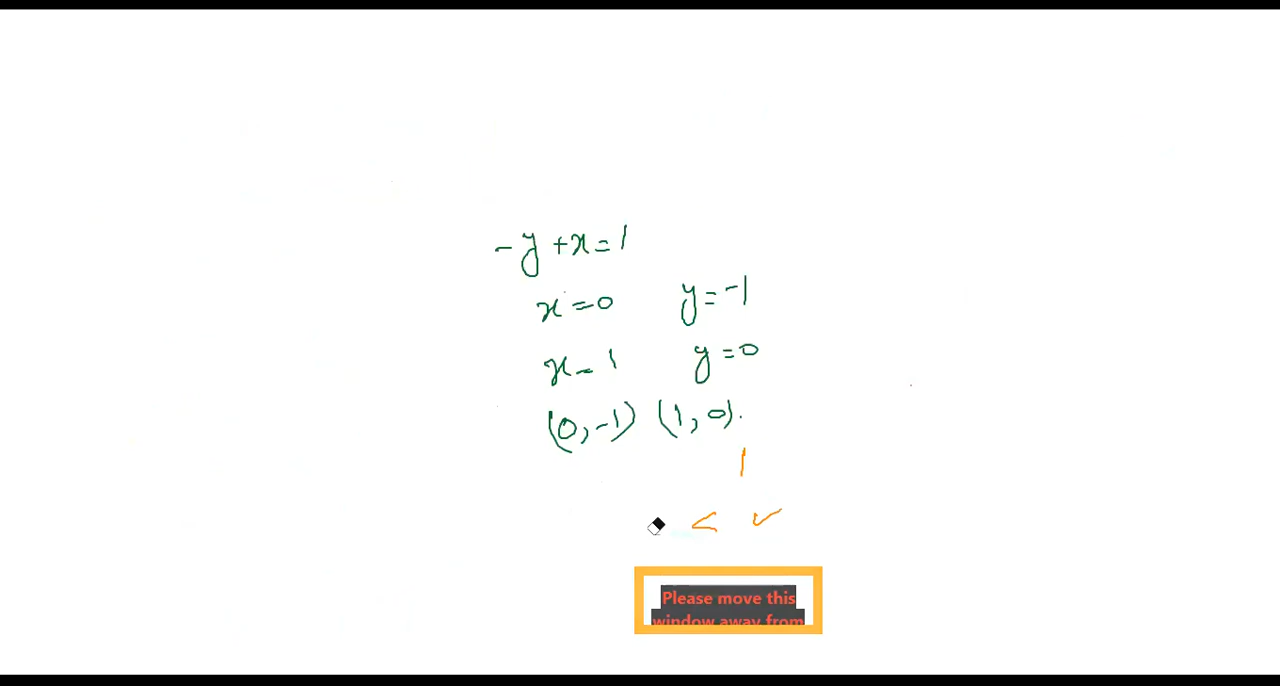 -y+x=1
x=0 y=-1
x=1 y=0
(0,-1) (1,0).
1
< ✓
Please move this
window away from